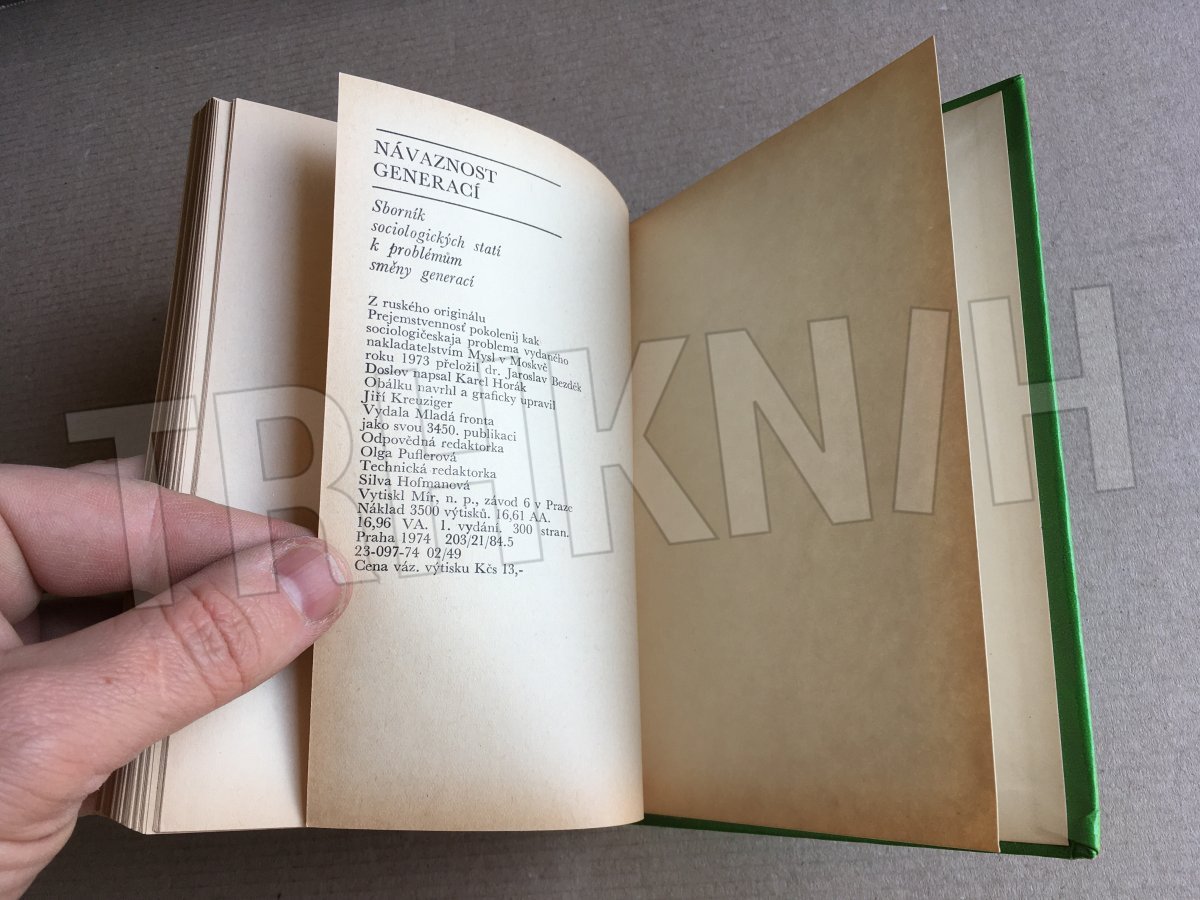 NÁVAZNOST
GENERACÍ
Sborník
sociologických statí
k problémům
směny generací
Z ruského originálu
Prejemstvennosť pokolenij kak
sociologičeskaja problema vydaného
nakladatelstvím Mysl v Moskvě
roku 1973 přeložil dr. Jaroslav Bezděk
Doslov napsal Karel Horák
Obálku navrhl a graficky upravil
Jiří Kreuziger
Vydala Mladá fronta
jako svou 3450. publikaci
Odpovědná redaktorka
Olga Puflerová
Technická redaktorka
Silva Hofmanová
Vytiskl Mír, n. p., závod 6 v Praze
Náklad 3500 výtisků. 16,61 AA.
16,96 VA. 1. vydání. 300 stran.
Praha 1974 203/21/84.5
23-097-74 02/49
Cena váz. výtisku Kčs 13,-
TRHKNIH